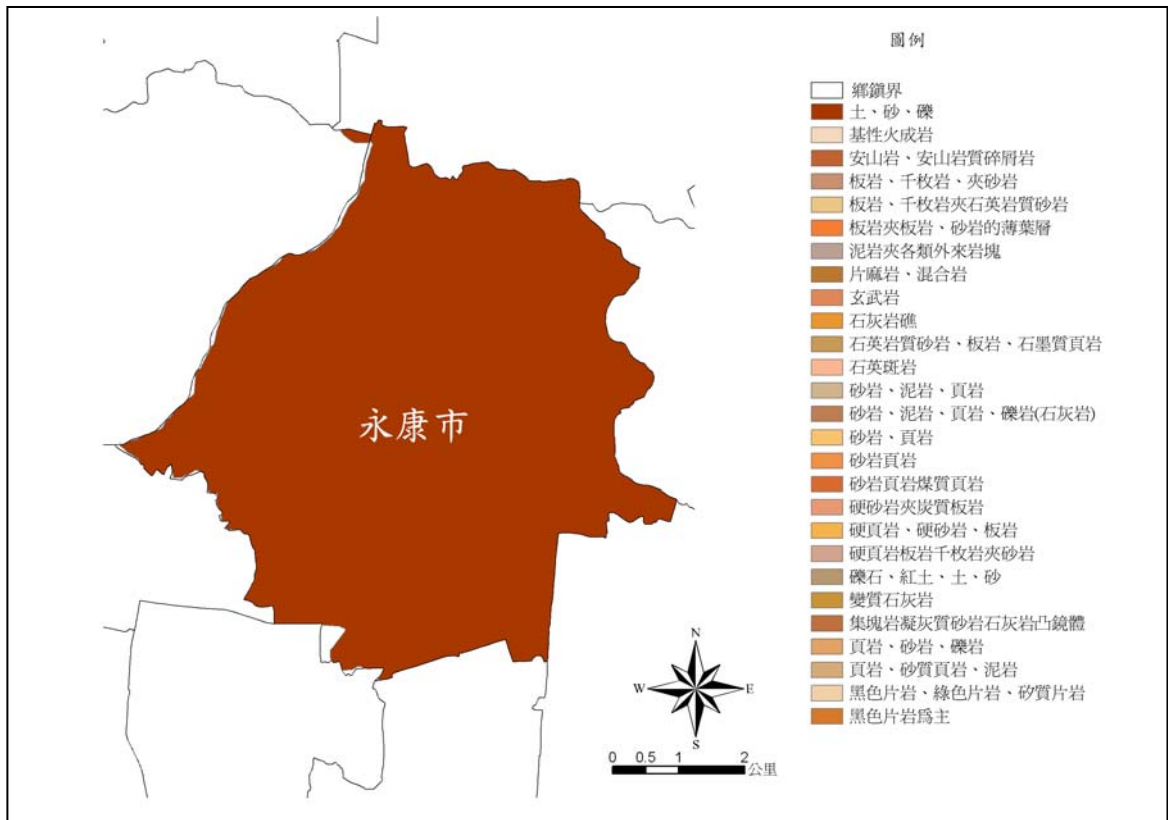 圖例
鄉鎮界
土、砂、礫
基性火成岩
安山岩、安山岩質碎屑岩
板岩、千枚岩、夾砂岩
板岩、千枚岩夾石英岩質砂岩
板岩夾板岩、砂岩的薄葉層
泥岩夾各類外來岩塊
片麻岩、混合岩
玄武岩
石灰岩礁
石英岩質砂岩、板岩、石墨質頁岩
石英斑岩
砂岩、泥岩、頁岩
砂岩、泥岩、頁岩、礫岩(石灰岩)
砂岩、頁岩
砂岩頁岩
砂岩頁岩煤質頁岩
硬砂岩夾炭質板岩
硬頁岩、硬砂岩、板岩
硬頁岩板岩千枚岩夾砂岩
礫石、紅土、土、砂
變質石灰岩
集塊岩凝灰質砂岩石灰岩凸鏡體
頁岩、砂岩、礫岩
頁岩、砂質頁岩、泥岩
黑色片岩、綠色片岩、矽質片岩
黑色片岩爲主
永康市
N
W E
S
0 0.5 1 2
公里